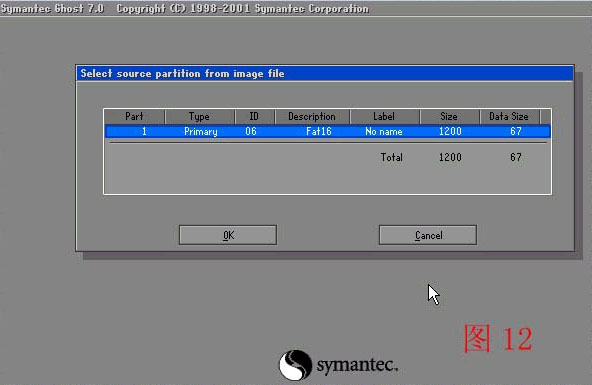 Symantec Ghost 7.0 Copyright (C) 1998-2001 Symantec Corporation
Select source partition from image file
Part Type ID Description Label Size Data Size
1 Primary 06 Fat16 No name 1200 67
Total 1200 67
OK Cancel
图 12
symantec.